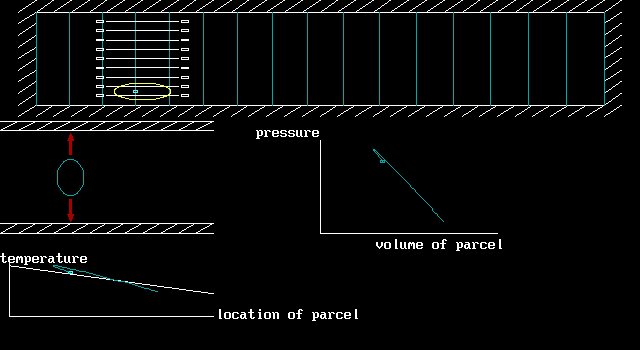 pressure
volume of parcel
temperature
location of parcel